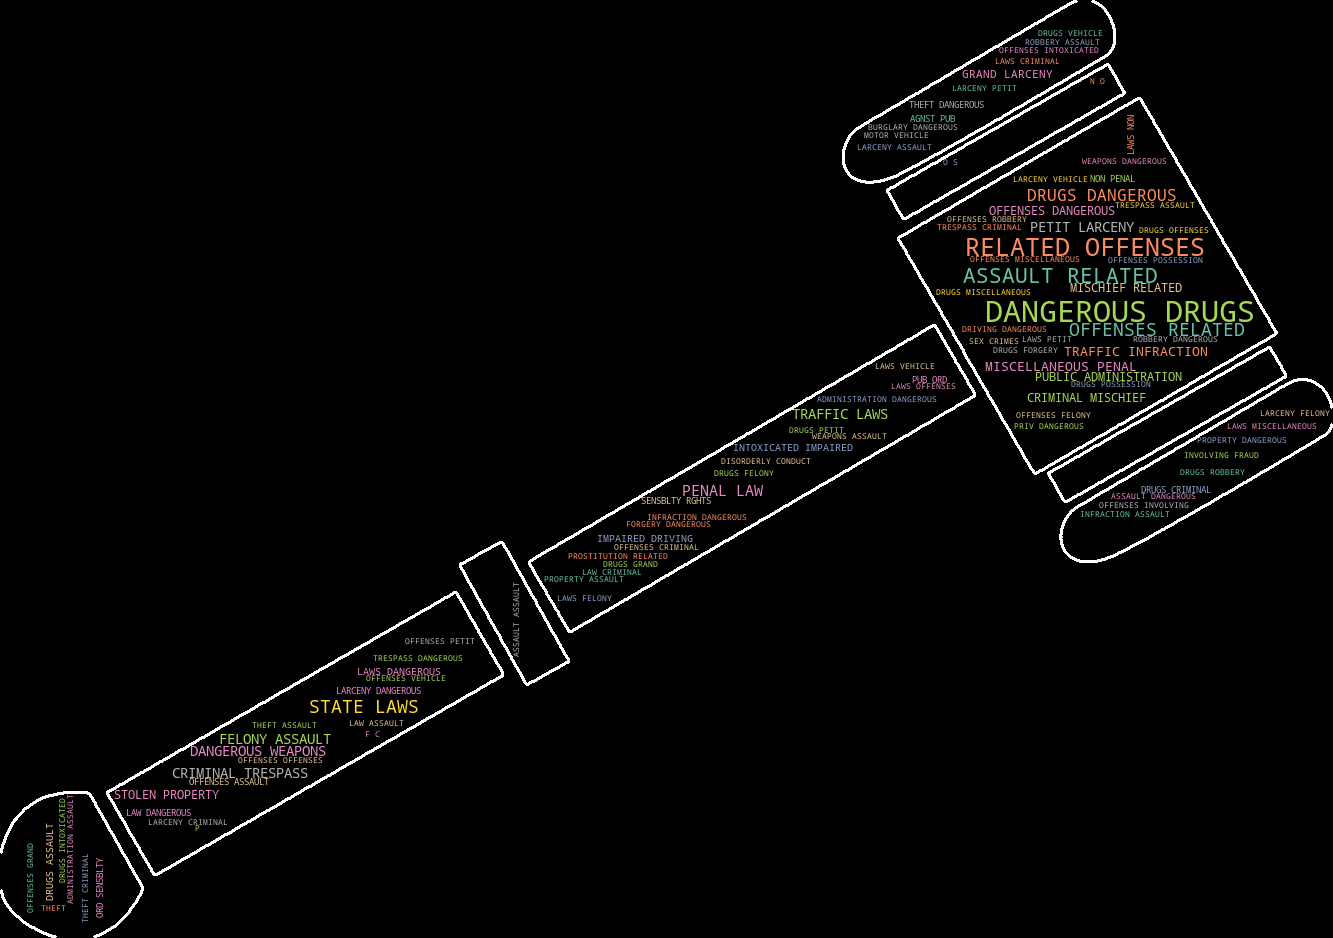 DRUGS VEHICLE
ROBBERY ASSAULT
OFFENSES INTOXICATED
LAWS CRIMINAL
GRAND LARCENY
N O
LARCENY PETIT
THEFT DANGEROUS
AGNST PUB
BURGLARY DANGEROUS
MOTOR VEHICLE
LARCENY ASSAULT
O S
LAWS NON
WEAPONS DANGEROUS
LARCENY VEHICLE
NON PENAL
DRUGS DANGEROUS
TRESPASS ASSAULT
OFFENSES DANGEROUS
OFFENSES ROBBERY
TRESPASS CRIMINAL
PETIT LARCENY
DRUGS OFFENSES
RELATED OFFENSES
OFFENSES MISCELLANEOUS
OFFENSES POSSESSION
ASSAULT RELATED
MISCHIEF RELATED
DRUGS MISCELLANEOUS
DANGEROUS DRUGS
DRIVING DANGEROUS
OFFENSES RELATED
SEX CRIMES
LAWS PETIT
ROBBERY DANGEROUS
DRUGS FORGERY
TRAFFIC INFRACTION
MISCELLANEOUS PENAL
PUBLIC ADMINISTRATION
DRUGS POSSESSION
CRIMINAL MISCHIEF
OFFENSES FELONY
PRIV DANGEROUS
LARCENY FELONY
LAWS MISCELLANEOUS
PROPERTY DANGEROUS
INVOLVING FRAUD
DRUGS ROBBERY
DRUGS CRIMINAL
ASSAULT DANGEROUS
OFFENSES INVOLVING
INFRACTION ASSAULT
LAWS VEHICLE
PUB ORD
LAWS OFFENSES
ADMINISTRATION DANGEROUS
TRAFFIC LAWS
DRUGS PETIT
WEAPONS ASSAULT
INTOXICATED IMPAIRED
DISORDERLY CONDUCT
DRUGS FELONY
PENAL LAW
SENSBLTY RGHTS
INFRACTION DANGEROUS
FORGERY DANGEROUS
IMPAIRED DRIVING
OFFENSES CRIMINAL
PROSTITUTION RELATED
DRUGS GRAND
LAW CRIMINAL
PROPERTY ASSAULT
LAWS FELONY
ASSAULT ASSAULT
OFFENSES PETIT
TRESPASS DANGEROUS
LAWS DANGEROUS
OFFENSES VEHICLE
LARCENY DANGEROUS
STATE LAWS
THEFT ASSAULT
LAW ASSAULT
F C
FELONY ASSAULT
DANGEROUS WEAPONS
OFFENSES OFFENSES
CRIMINAL TRESPASS
OFFENSES ASSAULT
STOLEN PROPERTY
LAW DANGEROUS
LARCENY CRIMINAL
P
OFFENSES GRAND
DRUGS ASSAULT
DRUGS INTOXICATED
ADMINISTRATION ASSAULT
THEFT CRIMINAL
ORD SENSBLTY
THEFT